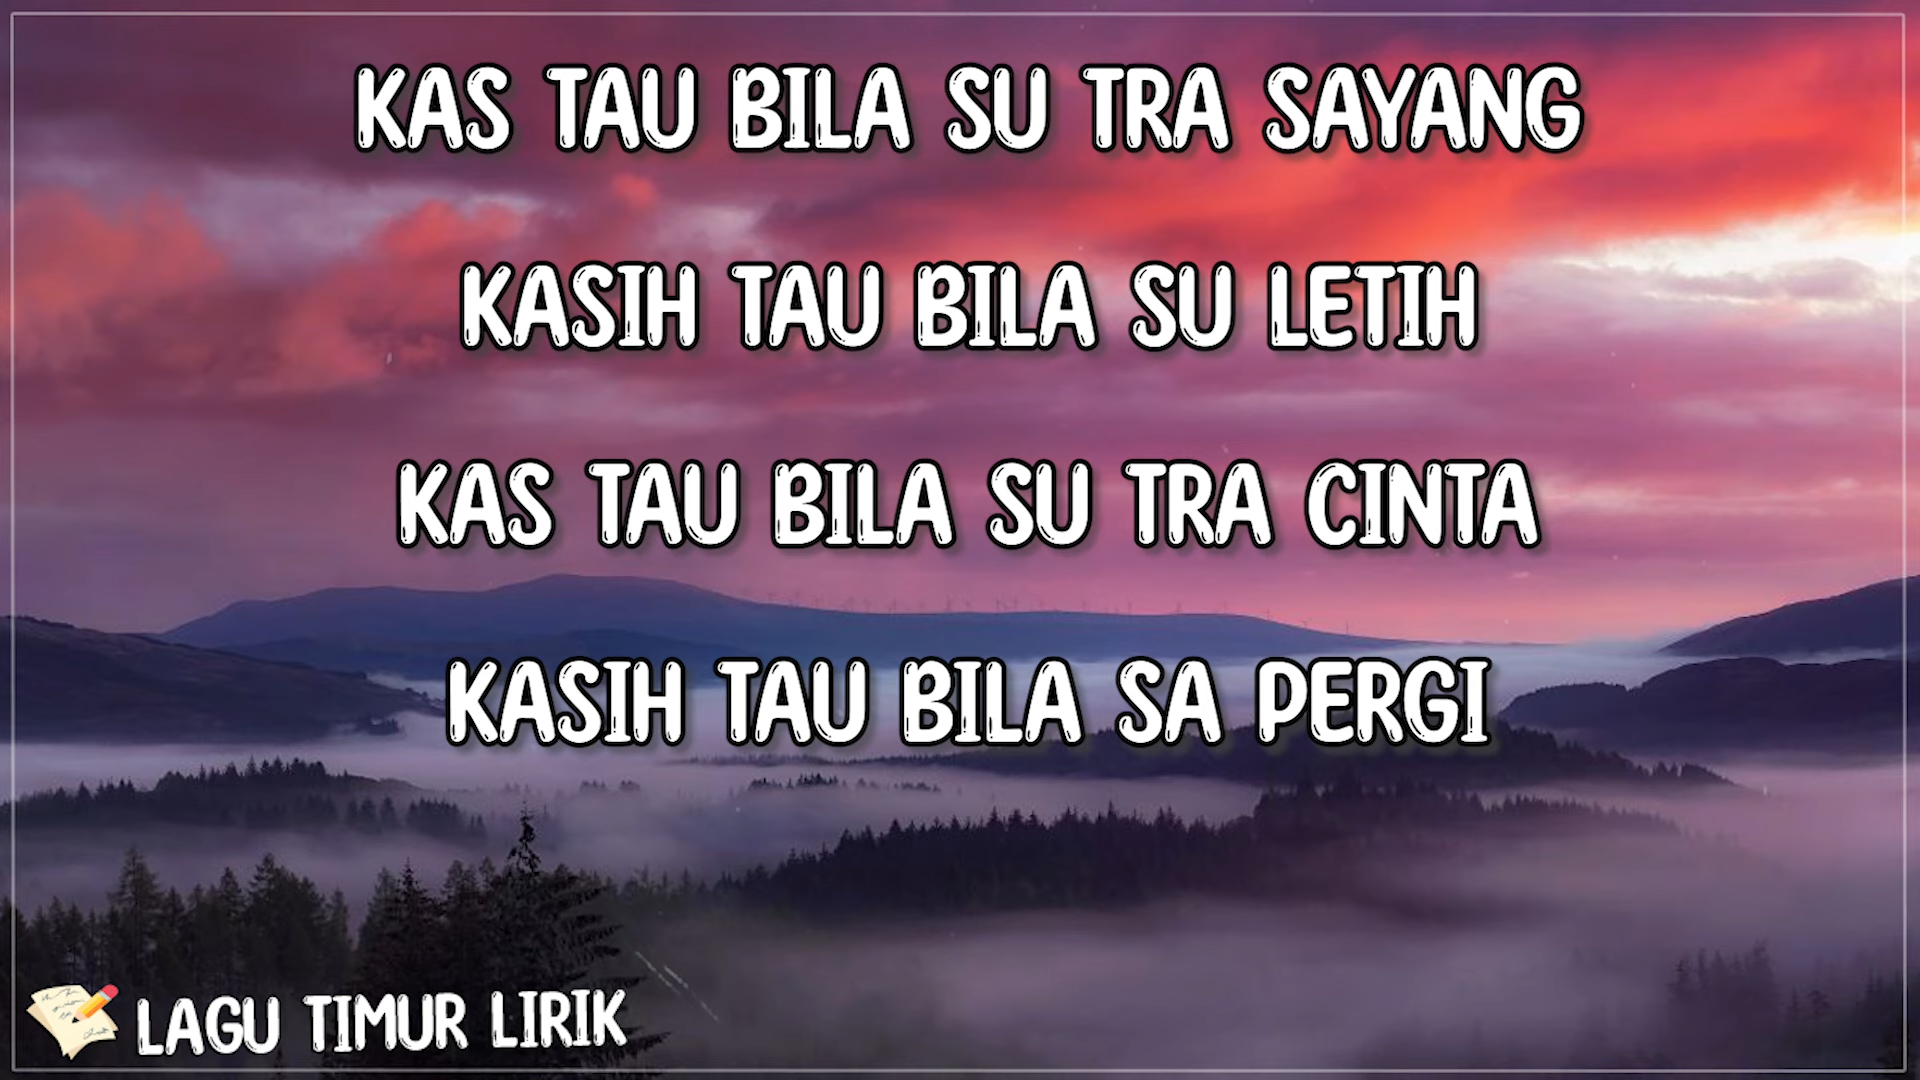 KAS TAU BILA SU TRA SAYANG
KASIH TAU BILA SU LETIH
KAS TAU BILA SU TRA CINTA
KASIH TAU BILA SA PERGI
LAGU TIMUR LIRIK